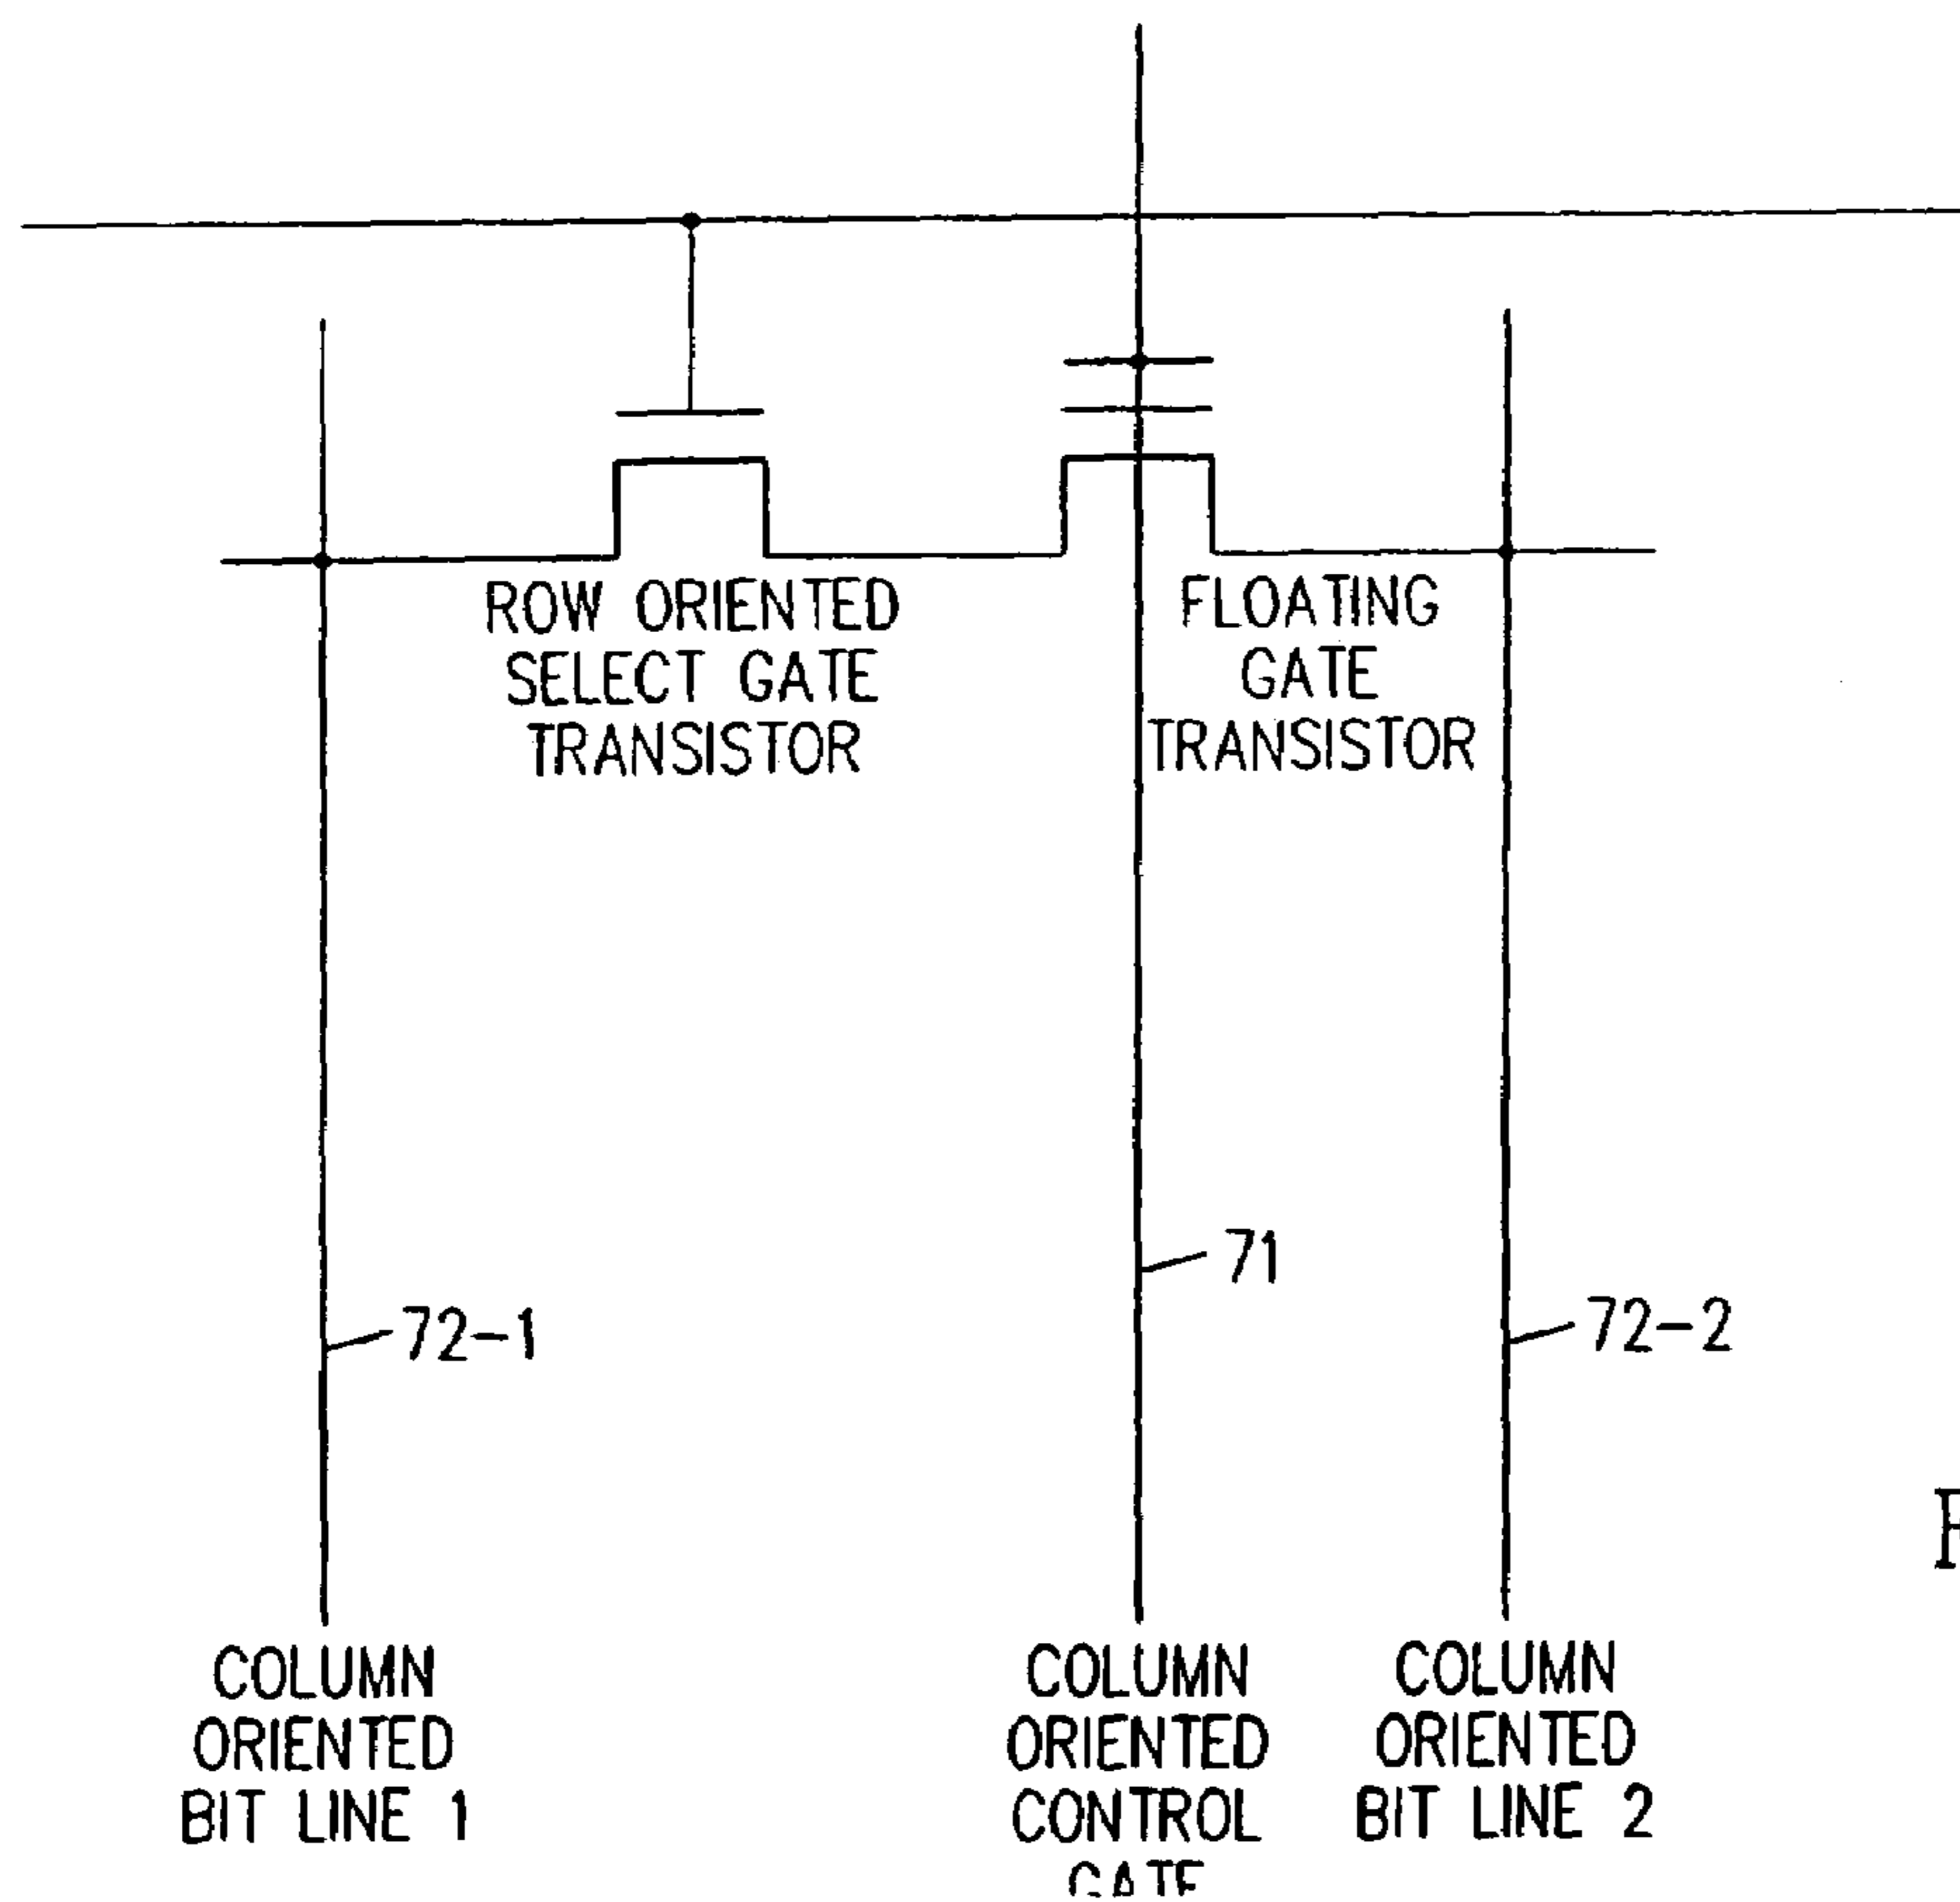 ROW ORIENTED
SELECT GATE
TRANSISTOR
FLOATING
GATE
TRANSISTOR
71
72-1
72-2
COLUMN
ORIENTED
BIT LINE 1
COLUMN
ORIENTED
CONTROL
GATE
COLUMN
ORIENTED
BIT LINE 2